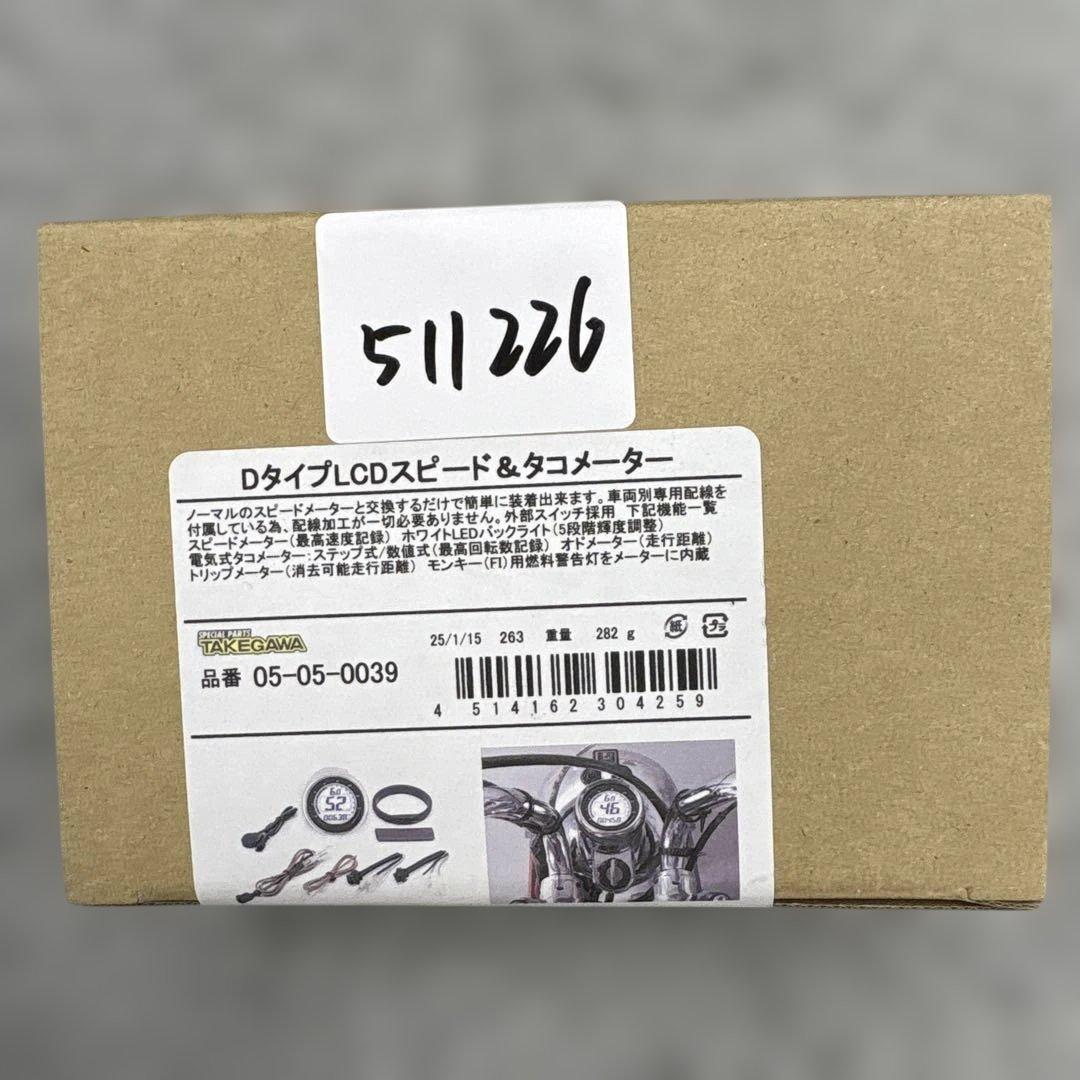 511226
DタイプLCDスピード&タコメーター
ノーマルのスピードメーターと交換するだけで簡単に装着出来ます。車両別専用配線を
付属している為、配線加工が一切必要ありません。外部スイッチ採用 下記機能一覧
スピードメーター(最高速度記録) ホワイトLEDバックライト(5段階輝度調整)
電気式タコメーター:ステップ式/数値式(最高回転数記録) オドメーター(走行距離)
トリップメーター(消去可能走行距離) モンキー(FI)用燃料警告灯をメーターに内蔵
SPECIAL PARTS
TAKEGAWA
25/1/15 263 重量 282 g 紙 プラ
品番 05-05-0039
4 514162 304259
60
52
60
46